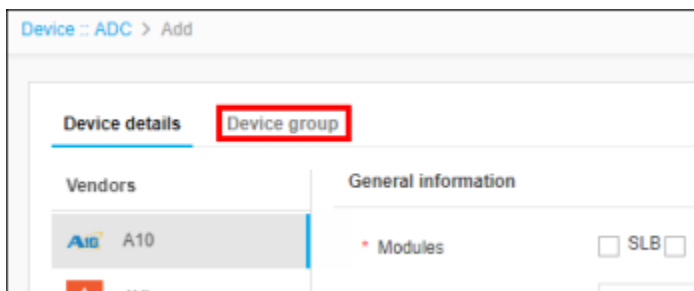 Device :: ADC > Add
Device details Device group
Vendors
General information
A10 A10
* Modules
SLB